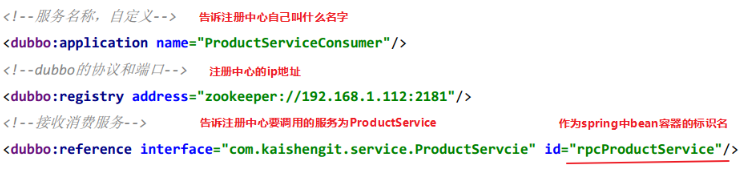 <!--服务名称，自定义--> 告诉注册中心自己叫什么名字
<dubbo:application name="ProductServiceConsumer"/>
<!--dubbo的协议和端口--> 注册中心的ip地址
<dubbo:registry address="zookeeper://192.168.1.112:2181"/>
<!--接收消费服务--> 告诉注册中心要调用的服务为ProductService 作为spring中bean容器的标识名
<dubbo:reference interface="com.kaishengit.service.ProductServcie" id="rpcProductService"/>